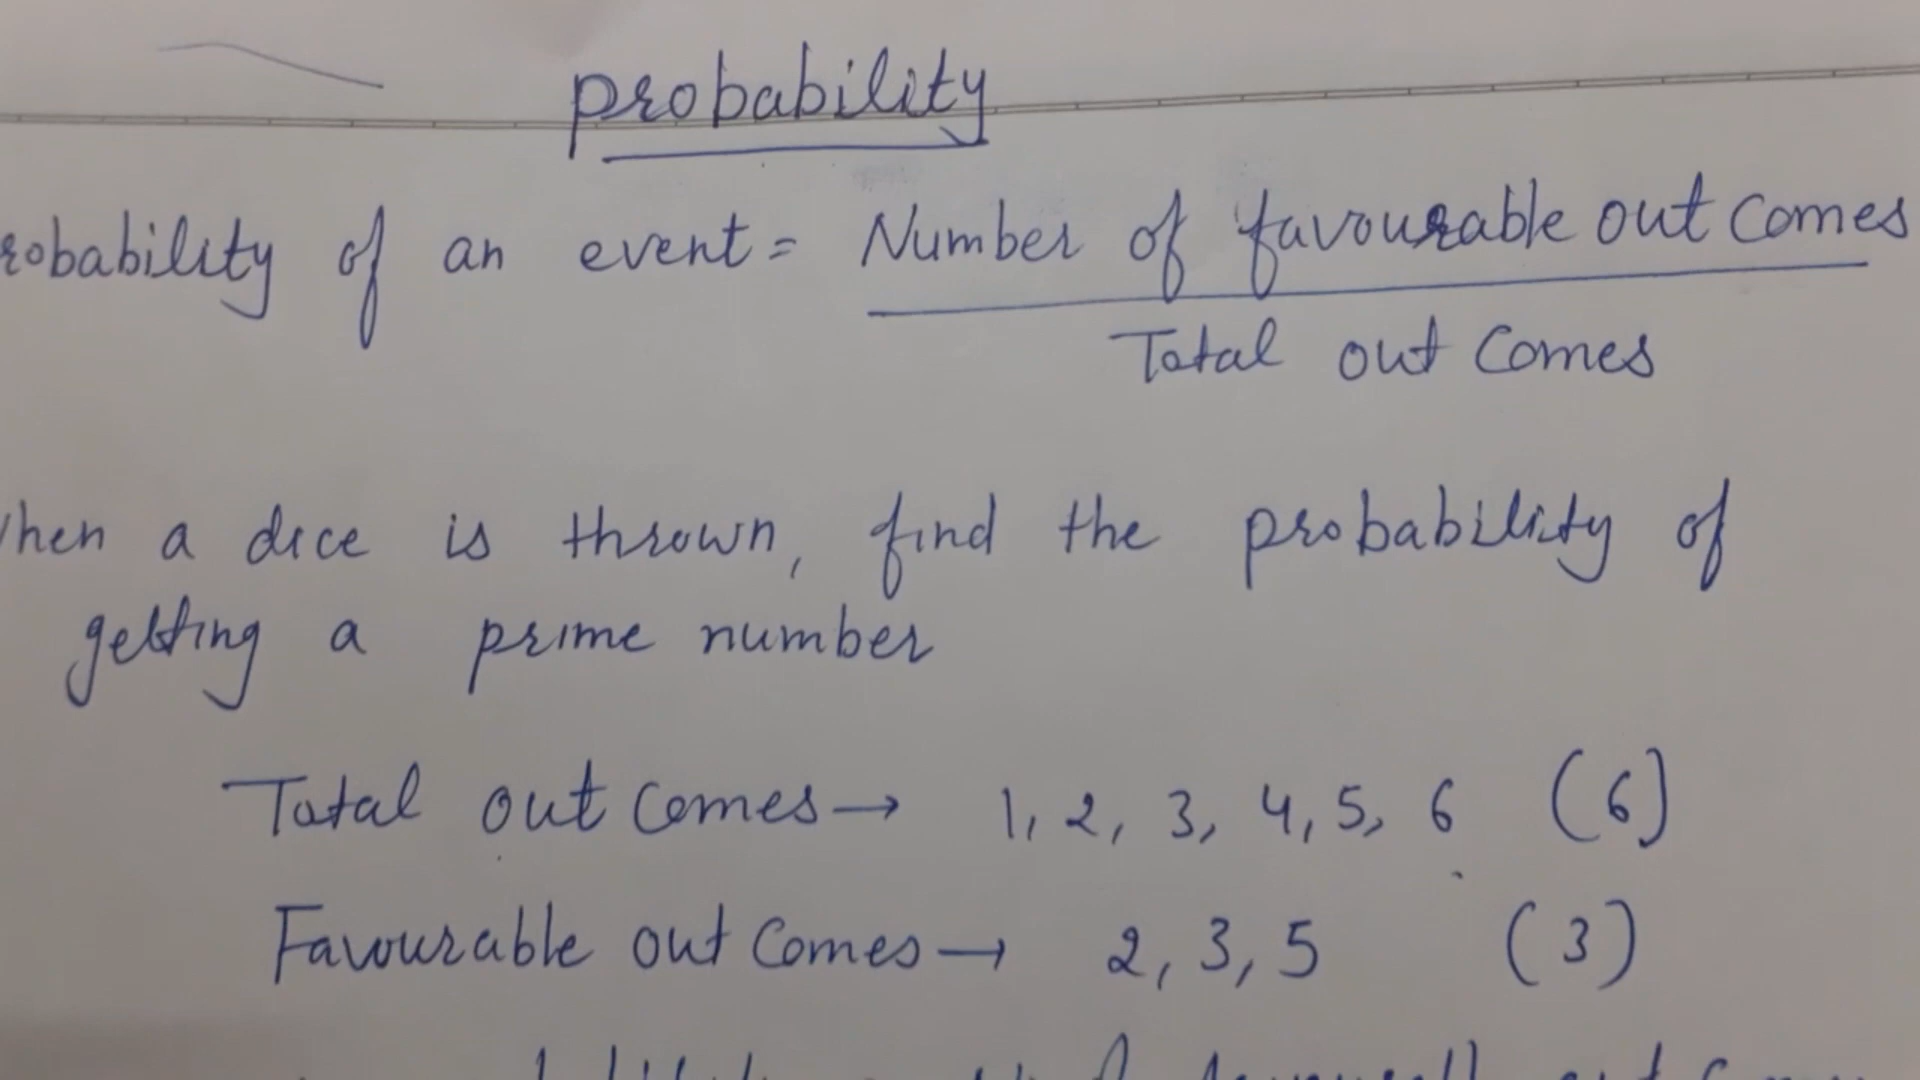 probability
robability of an event = Number of favourable out comes
Total out comes
hen a dice is thrown, find the probability of
getting a prime number
Total out comes → 1, 2, 3, 4, 5, 6 (6)
Favourable out comes → 2, 3, 5 (3)